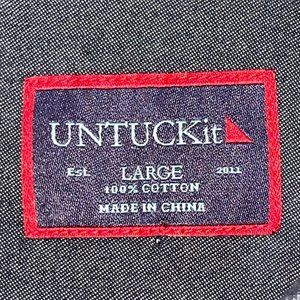 UNTUCKit
Est. LARGE 2011
100% COTTON
MADE IN CHINA